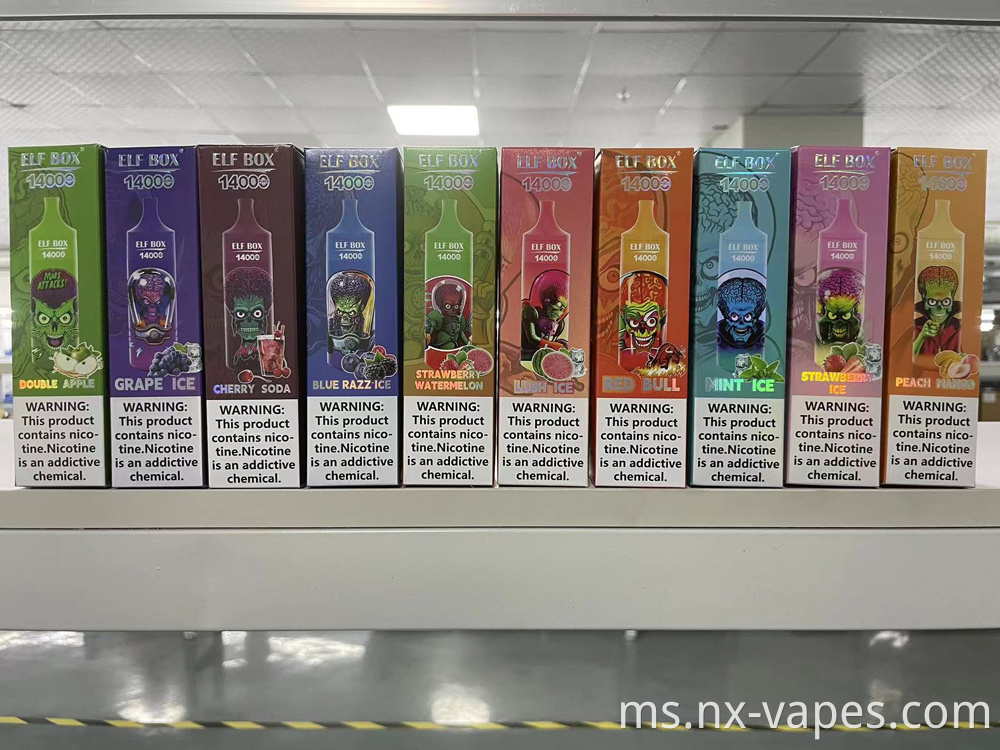 ELF BOX
14000
ELF BOX
14000
MARS
ATTACKS!
DOUBLE APPLE
WARNING:
This product
contains nico-
tine.Nicotine
is an addictive
chemical.
ELF BOX
14000
ELF BOX
14000
GRAPE ICE
WARNING:
This product
contains nico-
tine.Nicotine
is an addictive
chemical.
ELF BOX
14000
ELF BOX
14000
CHERRY SODA
WARNING:
This product
contains nico-
tine.Nicotine
is an addictive
chemical.
ELF BOX
14000
ELF BOX
14000
BLUE RAZZ·ICE
WARNING:
This product
contains nico-
tine.Nicotine
is an addictive
chemical.
ELF BOX
14000
ELF BOX
14000
STRAWBERRY
WATERMELON
WARNING:
This product
contains nico-
tine.Nicotine
is an addictive
chemical.
ELF BOX
14000
ELF BOX
14000
LUSH ICE
WARNING:
This product
contains nico-
tine.Nicotine
is an addictive
chemical.
ELF BOX
14000
ELF BOX
14000
RED BULL
WARNING:
This product
contains nico-
tine.Nicotine
is an addictive
chemical.
ELF BOX
14000
ELF BOX
14000
MINT ICE
WARNING:
This product
contains nico-
tine.Nicotine
is an addictive
chemical.
ELF BOX
14000
ELF BOX
14000
STRAWBERRY
ICE
WARNING:
This product
contains nico-
tine.Nicotine
is an addictive
chemical.
ELF BOX
14000
ELF BOX
14000
PEACH MANGO
WARNING:
This product
contains nico-
tine.Nicotine
is an addictive
chemical.
ms.nx-vapes.com